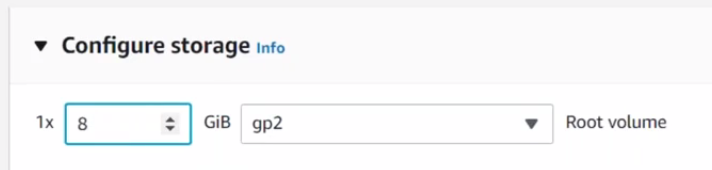 Configure storage Info
1x 8 GiB gp2 Root volume